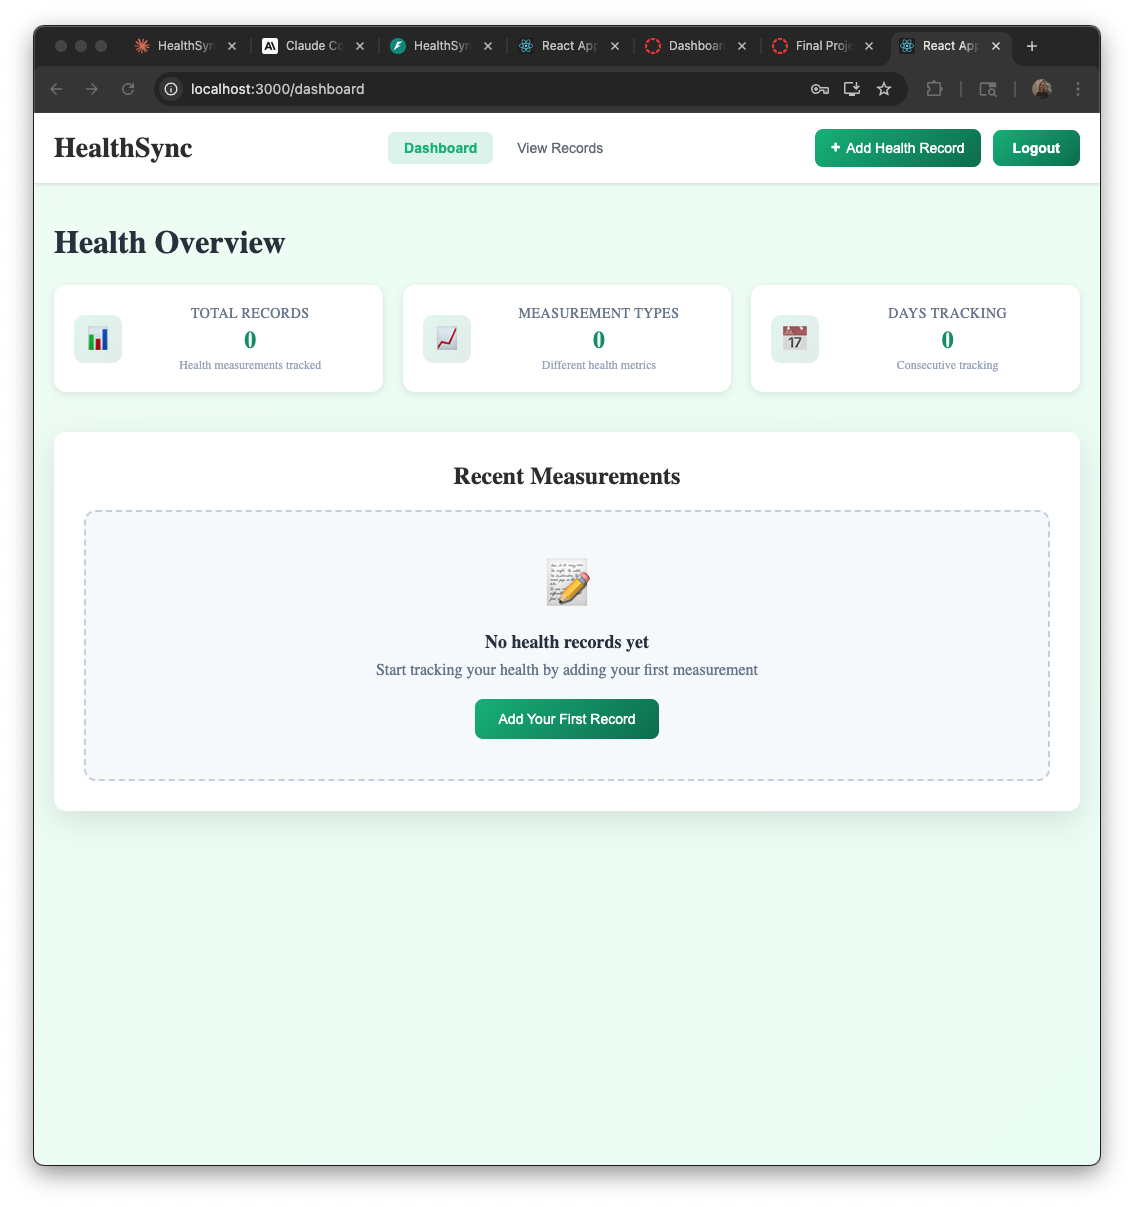 HealthSyn
Claude Co
HealthSyn
React App
Dashboar
Final Proje
React App
localhost:3000/dashboard
HealthSync
Dashboard
View Records
+ Add Health Record
Logout
Health Overview
TOTAL RECORDS
0
Health measurements tracked
MEASUREMENT TYPES
0
Different health metrics
17
DAYS TRACKING
0
Consecutive tracking
Recent Measurements
No health records yet
Start tracking your health by adding your first measurement
Add Your First Record